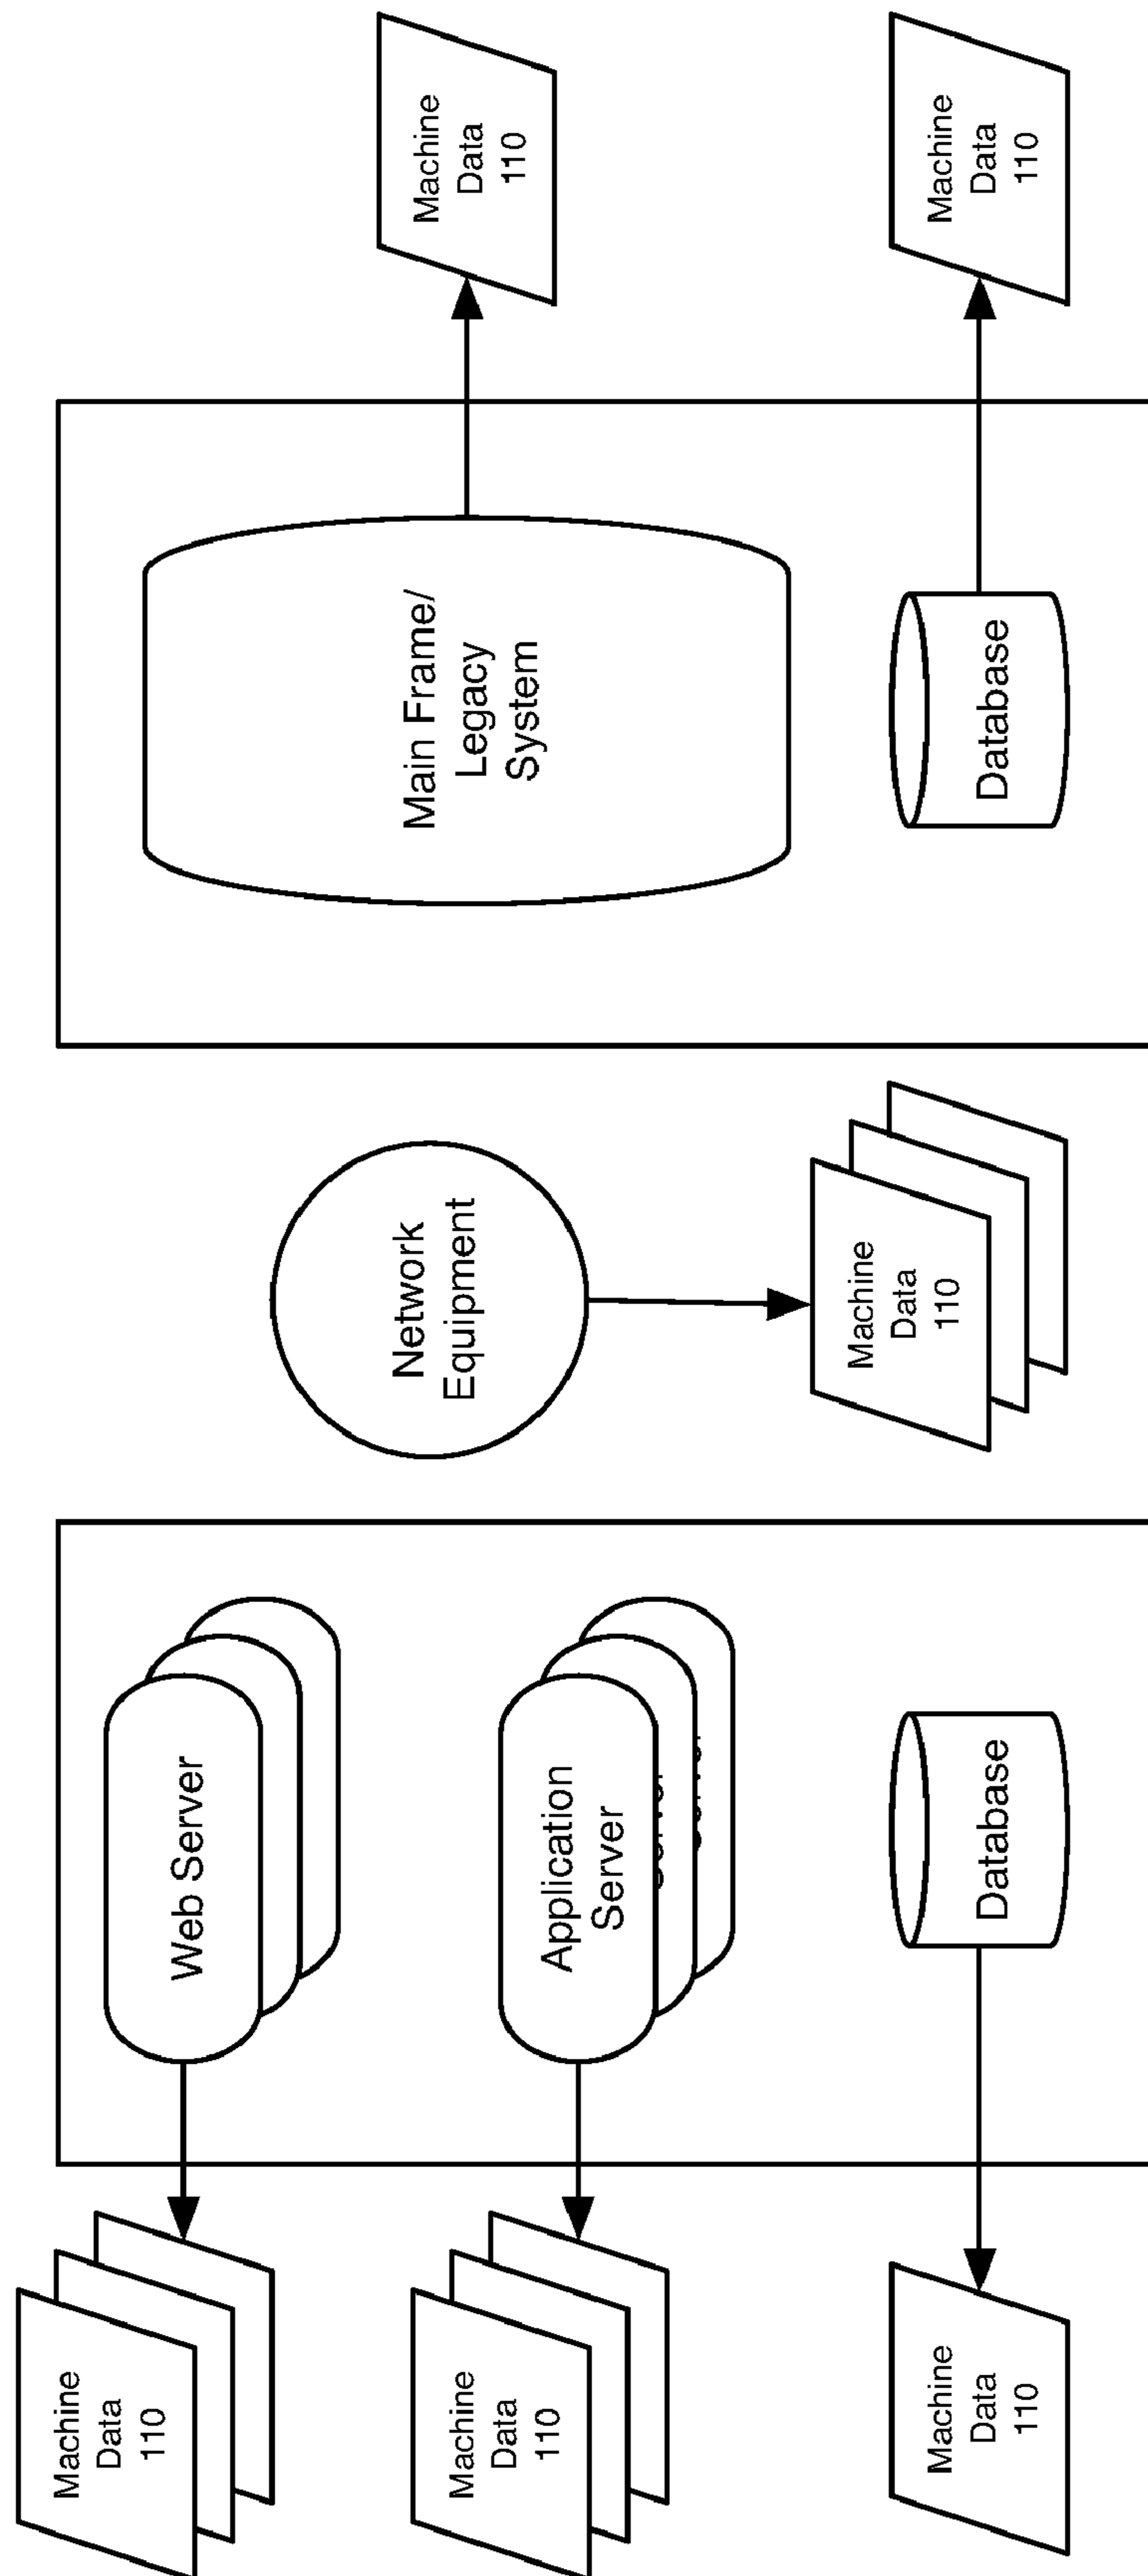 Machine
Data
110
Web Server
Machine
Data
110
Application
Server
Machine
Data
110
Database
Network
Equipment
Machine
Data
110
Main Frame/
Legacy
System
Machine
Data
110
Database
Machine
Data
110